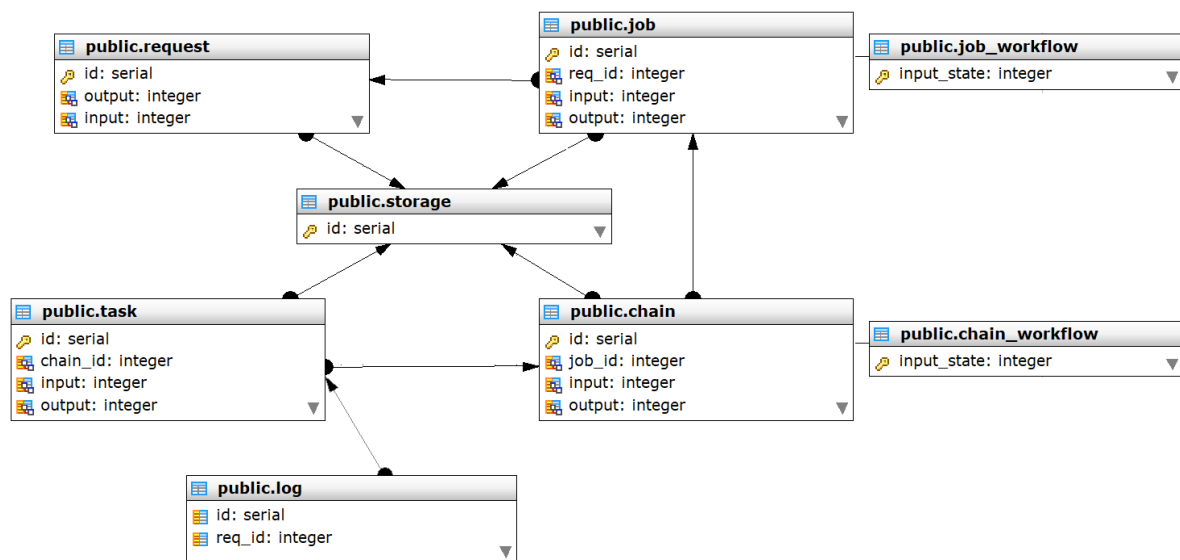 public.request
id: serial
output: integer
input: integer
public.job
id: serial
req_id: integer
input: integer
output: integer
public.job_workflow
input_state: integer
public.storage
id: serial
public.task
id: serial
chain_id: integer
input: integer
output: integer
public.chain
id: serial
job_id: integer
input: integer
output: integer
public.chain_workflow
input_state: integer
public.log
id: serial
req_id: integer